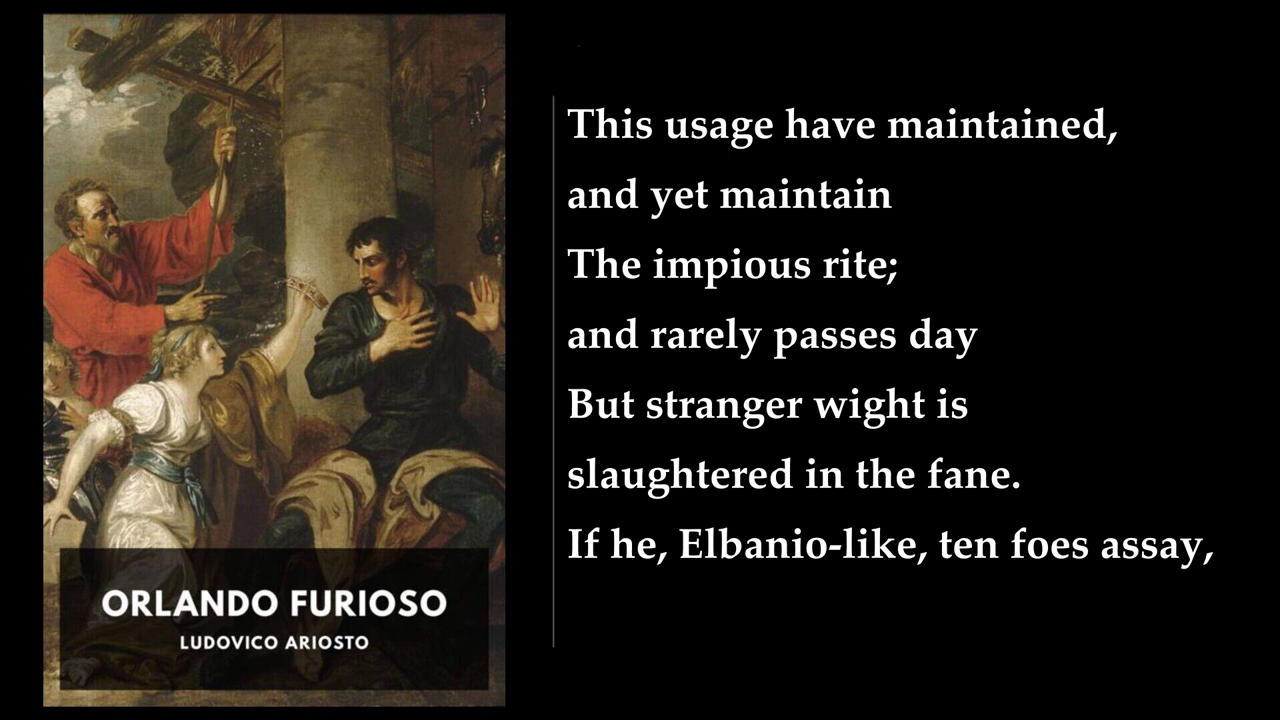 This usage have maintained,
and yet maintain
The impious rite;
and rarely passes day
But stranger wight is
slaughtered in the fane.
If he, Elbanio-like, ten foes assay,
ORLANDO FURIOSO
LUDOVICO ARIOSTO